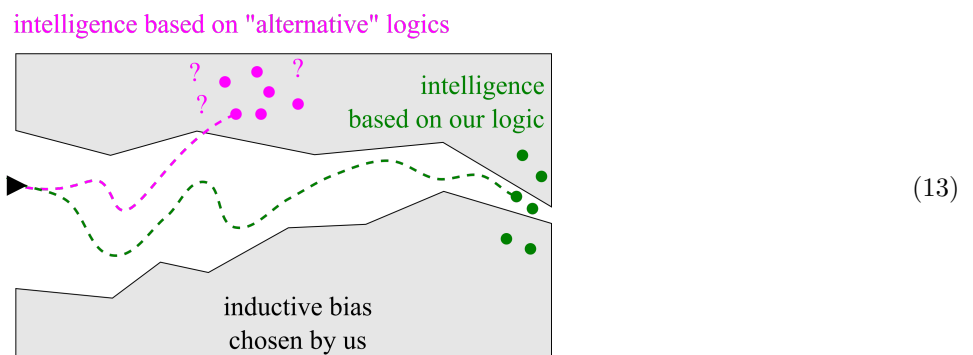 intelligence based on "alternative" logics
? ?
?
intelligence
based on our logic
(13)
inductive bias
chosen by us